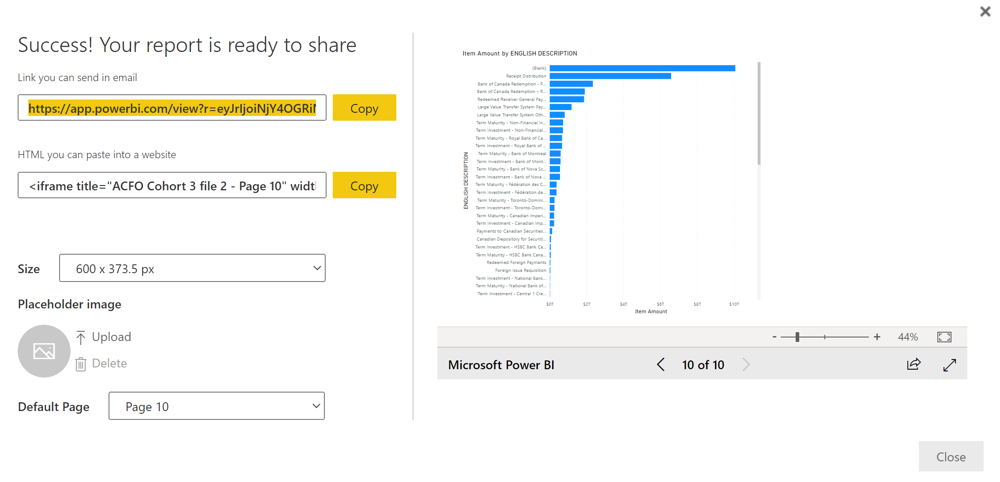 Success! Your report is ready to share
Link you can send in email
https://app.powerbi.com/view?r=eyJrIjoiNjY4OGRiN
Copy
HTML you can paste into a website
<iframe title="ACFO Cohort 3 file 2 - Page 10" widt
Copy
Size
600 x 373.5 px
Placeholder image
Upload
Delete
Default Page
Page 10
Item Amount by ENGLISH DESCRIPTION
ENGLISH DESCRIPTION
(Blank)
Receipt Distribution
Bank of Canada Redemption - P...
Bank of Canada Redemption – R...
Redeemed Receiver General Pay...
Large Value Transfer System Pay...
Large Value Transfer System Oth...
Term Maturity - Non-Financial In...
Term Investment - Non-Financial...
Term Maturity - Royal Bank of Ca...
Term Investment - Royal Bank of ...
Term Maturity - Bank of Montreal
Term Investment - Bank of Mont...
Term Maturity - Bank of Nova Sc...
Term Investment - Bank of Nova ...
Term Maturity - Fédération des C...
Term Investment - Fédération de...
Term Maturity - Toronto-Domini...
Term Investment - Toronto-Domi...
Term Maturity - Canadian Imperi...
Term Investment - Canadian Imp...
Payments to Canadian Securities...
Canadian Depository for Securiti...
Term Investment - HSBC Bank Ca...
Term Maturity - HSBC Bank Cana...
Redeemed Foreign Payments
Foreign Issue Requisition
Term Investment - National Bank...
Term Maturity - National Bank of...
Term Investment - Central 1 Cre...
$0T $2T $4T $6T $8T $10T
Item Amount
- + 44%
Microsoft Power BI
10 of 10
Close